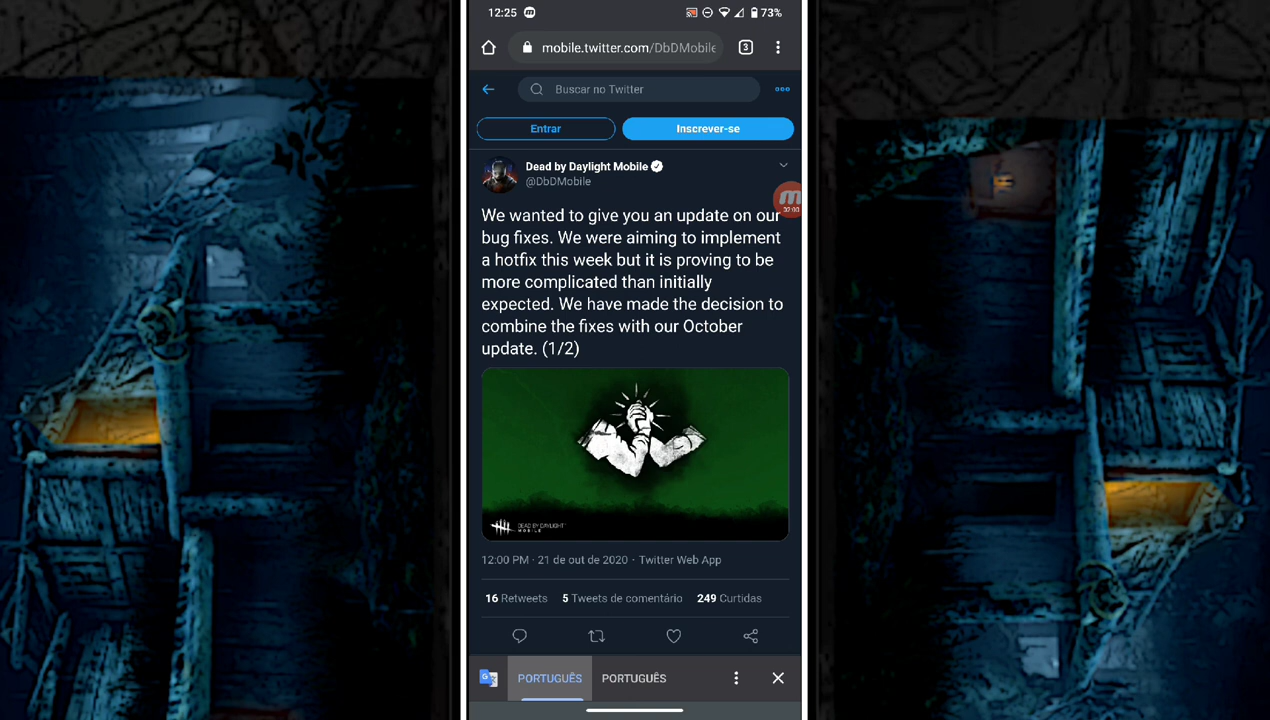 12:25
73%
mobile.twitter.com/DbDMobile
3
Buscar no Twitter
Entrar
Inscrever-se
Dead by Daylight Mobile
@DbDMobile
02:00
We wanted to give you an update on our
bug fixes. We were aiming to implement
a hotfix this week but it is proving to be
more complicated than initially
expected. We have made the decision to
combine the fixes with our October
update. (1/2)
DEAD BY DAYLIGHT
MOBILE
12:00 PM · 21 de out de 2020 · Twitter Web App
16 Retweets 5 Tweets de comentário 249 Curtidas
PORTUGUÊS PORTUGUÊS